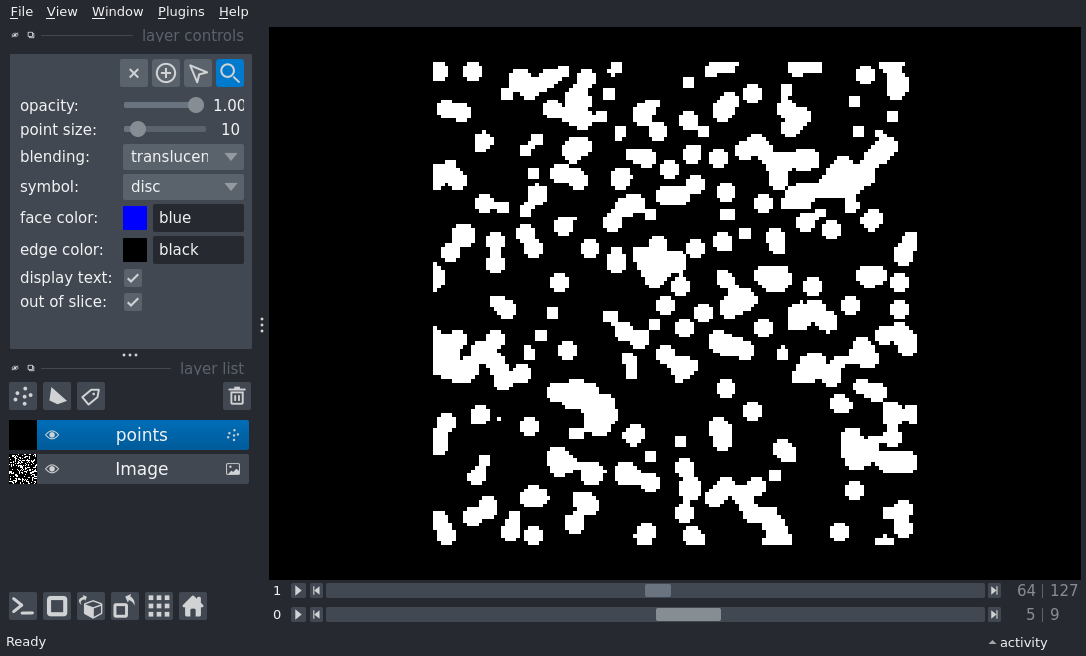 File View Window Plugins Help
layer controls
opacity: 1.00
point size: 10
blending: translucen
symbol: disc
face color: blue
edge color: black
display text:
out of slice:
layer list
points
Image
1 64 127
0 5 9
Ready activity